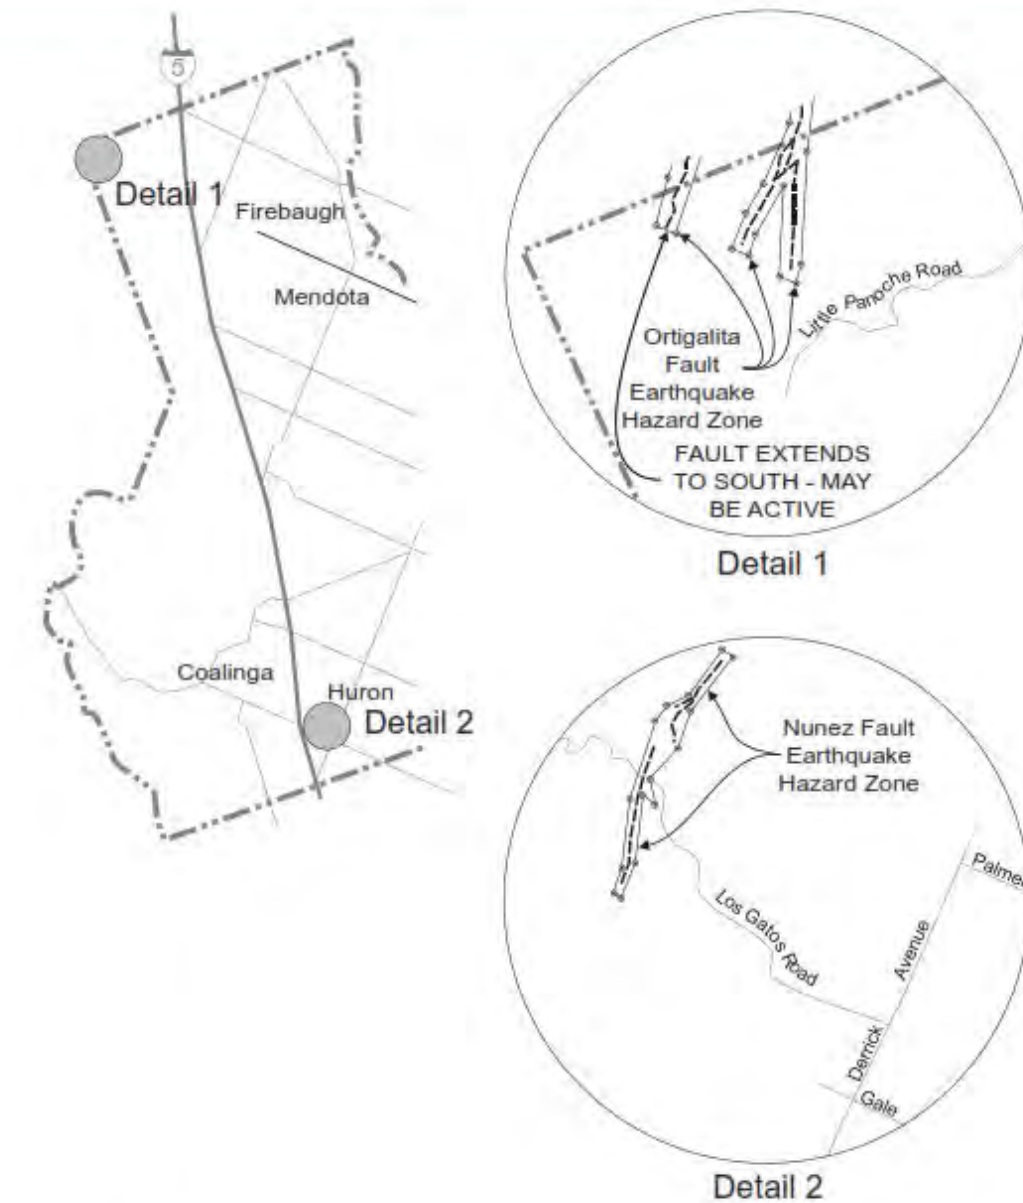 5
Detail 1
Firebaugh
Mendota
Coalinga
Huron
Detail 2
Little Panoche Road
Ortigalita
Fault
Earthquake
Hazard Zone
FAULT EXTENDS
TO SOUTH - MAY
BE ACTIVE
Detail 1
Nunez Fault
Earthquake
Hazard Zone
Palme
Los Gatos Road
Avenue
Derrick
Gale
Detail 2